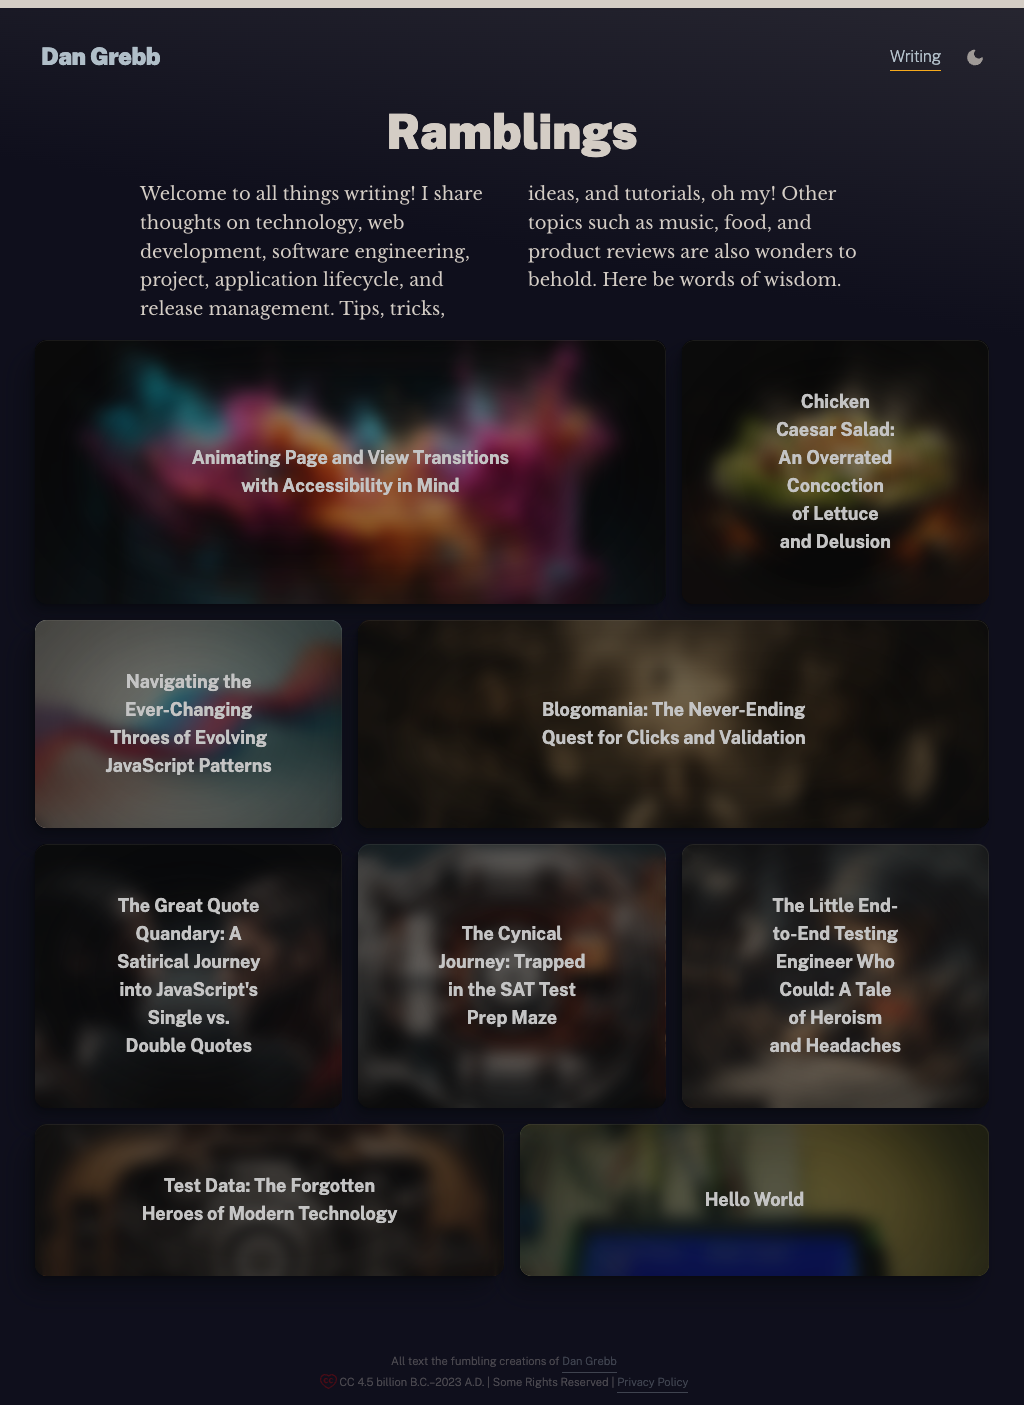 Dan Grebb
Writing
Ramblings
Welcome to all things writing! I share
thoughts on technology, web
development, software engineering,
project, application lifecycle, and
release management. Tips, tricks,
ideas, and tutorials, oh my! Other
topics such as music, food, and
product reviews are also wonders to
behold. Here be words of wisdom.
Animating Page and View Transitions
with Accessibility in Mind
Chicken
Caesar Salad:
An Overrated
Concoction
of Lettuce
and Delusion
Navigating the
Ever-Changing
Throes of Evolving
JavaScript Patterns
Blogomania: The Never-Ending
Quest for Clicks and Validation
The Great Quote
Quandary: A
Satirical Journey
into JavaScript's
Single vs.
Double Quotes
The Cynical
Journey: Trapped
in the SAT Test
Prep Maze
The Little End-
to-End Testing
Engineer Who
Could: A Tale
of Heroism
and Headaches
Test Data: The Forgotten
Heroes of Modern Technology
Hello World
All text the fumbling creations of Dan Grebb
CC 4.5 billion B.C.–2023 A.D. | Some Rights Reserved | Privacy Policy